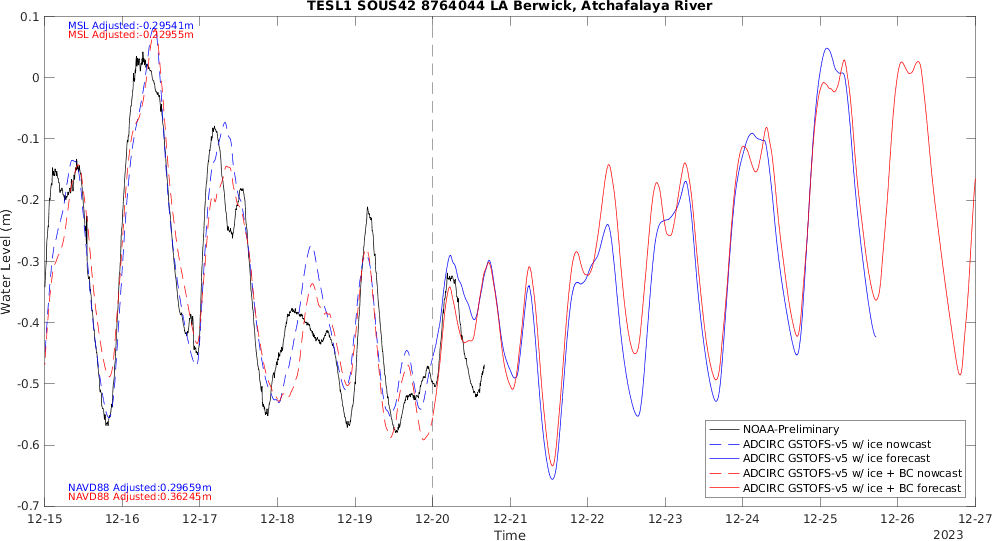 TESL1 SOUS42 8764044 LA Berwick, Atchafalaya River
MSL Adjusted:-0.29541m
MSL Adjusted:-0.22955m
0.1
0
-0.1
-0.2
-0.3
-0.4
-0.5
-0.6
-0.7
Water Level (m)
NOAA-Preliminary
ADCIRC GSTOFS-v5 w/ ice nowcast
ADCIRC GSTOFS-v5 w/ ice forecast
ADCIRC GSTOFS-v5 w/ ice + BC nowcast
ADCIRC GSTOFS-v5 w/ ice + BC forecast
NAVD88 Adjusted:0.29659m
NAVD88 Adjusted:0.36245m
12-15 12-16 12-17 12-18 12-19 12-20 12-21 12-22 12-23 12-24 12-25 12-26 12-27
Time
2023